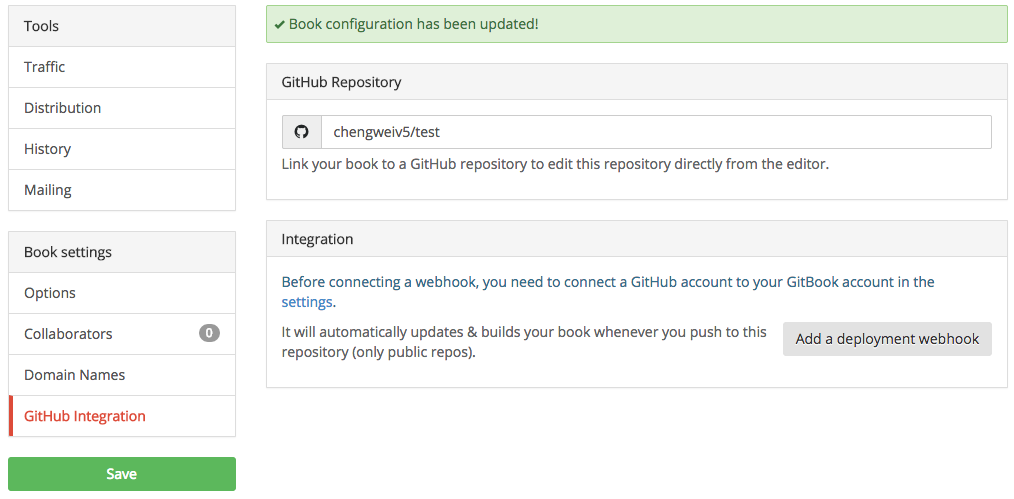 Tools
Traffic
Distribution
History
Mailing
Book settings
Options
Collaborators 0
Domain Names
GitHub Integration
Save
Book configuration has been updated!
GitHub Repository
chengweiv5/test
Link your book to a GitHub repository to edit this repository directly from the editor.
Integration
Before connecting a webhook, you need to connect a GitHub account to your GitBook account in the
settings.
It will automatically updates & builds your book whenever you push to this
repository (only public repos).
Add a deployment webhook